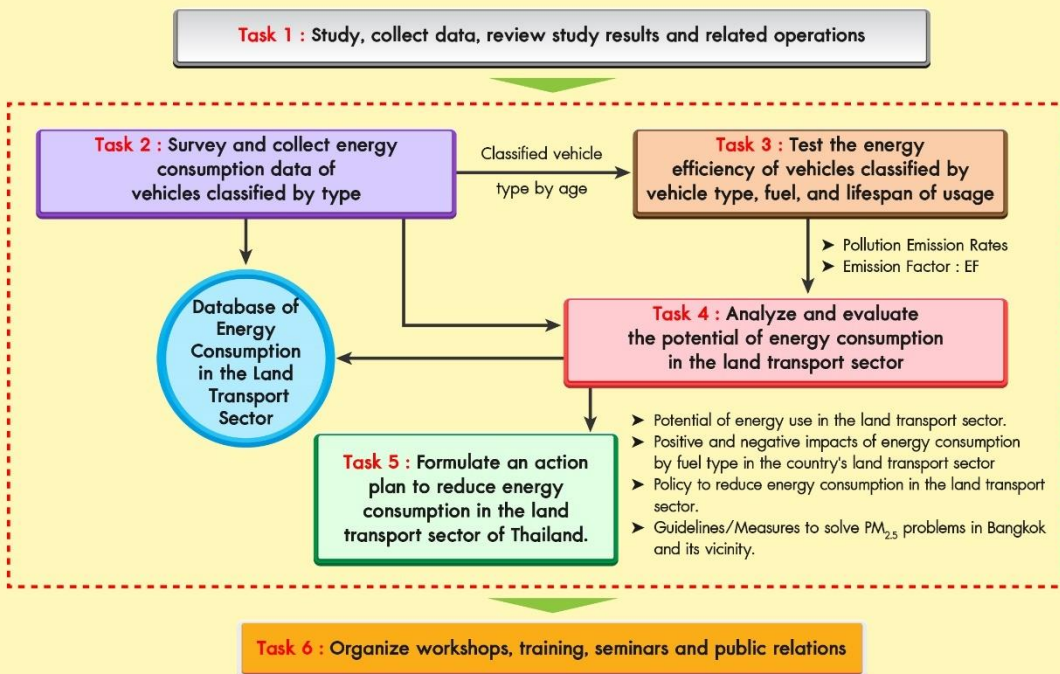 Task 1 : Study, collect data, review study results and related operations
Task 2 : Survey and collect energy
consumption data of
vehicles classified by type
Classified vehicle
type by age
Task 3 : Test the energy
efficiency of vehicles classified by
vehicle type, fuel, and lifespan of usage
➤ Pollution Emission Rates
➤ Emission Factor : EF
Database of
Energy
Consumption
in the Land
Transport
Sector
Task 4 : Analyze and evaluate
the potential of energy consumption
in the land transport sector
Task 5 : Formulate an action
plan to reduce energy
consumption in the land
transport sector of Thailand.
➤ Potential of energy use in the land transport sector.
➤ Positive and negative impacts of energy consumption
by fuel type in the country's land transport sector
➤ Policy to reduce energy consumption in the land transport
sector.
➤ Guidelines/Measures to solve PM2.5 problems in Bangkok
and its vicinity.
Task 6 : Organize workshops, training, seminars and public relations